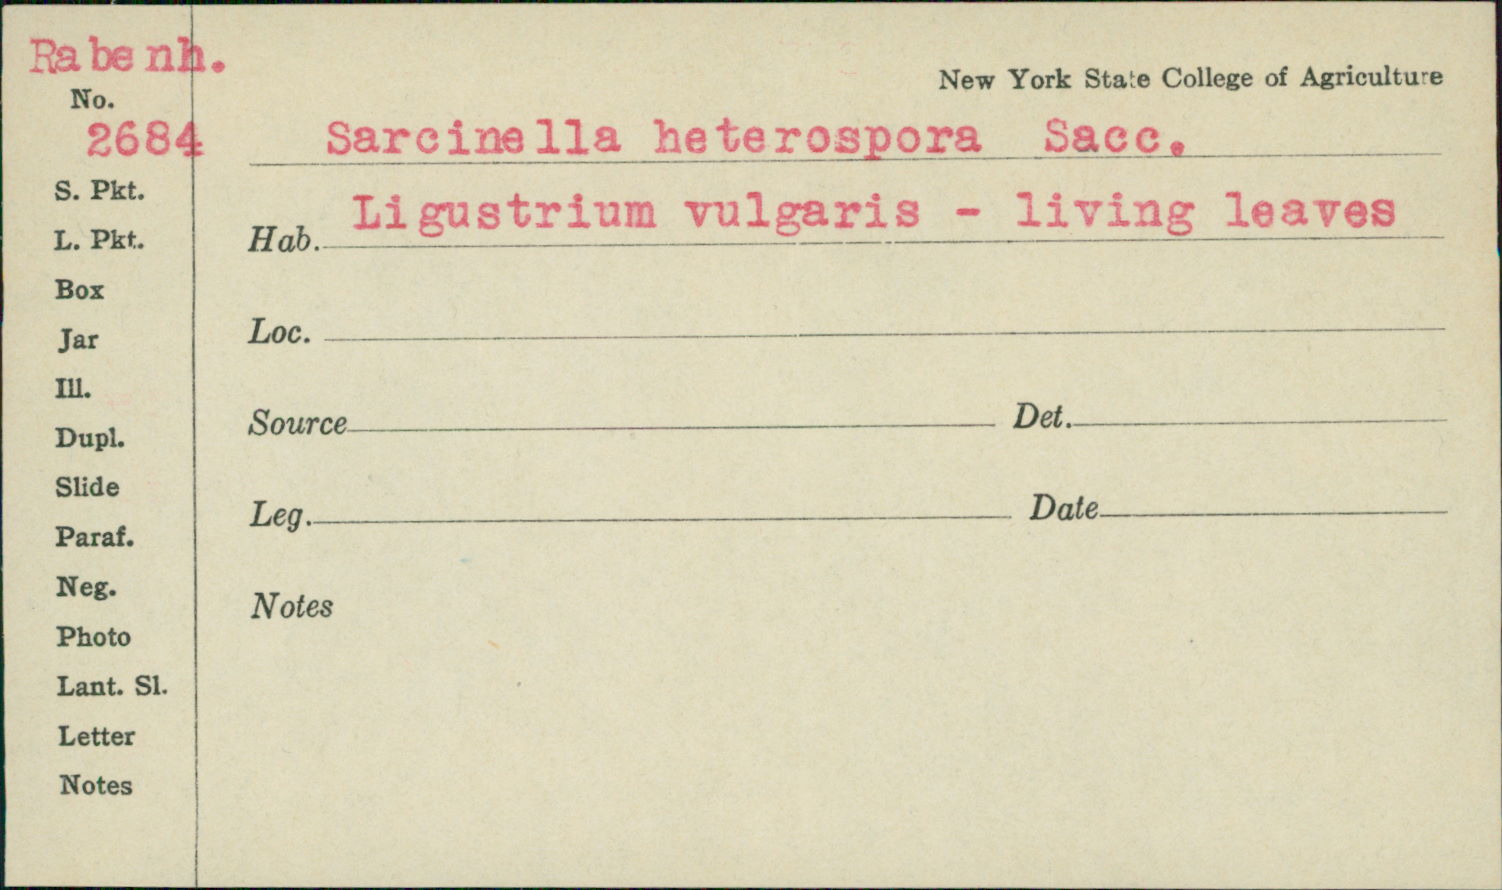 Rabenh.
New York State College of Agriculture
No.
2684
Sarcinella heterospora Sacc.
S. Pkt.
Hab. Ligustrium vulgaris - living leaves
L. Pkt.
Box
Loc.
Jar
Ill.
Source Det.
Dupl.
Slide
Leg. Date
Paraf.
Neg.
Notes
Photo
Lant. Sl.
Letter
Notes